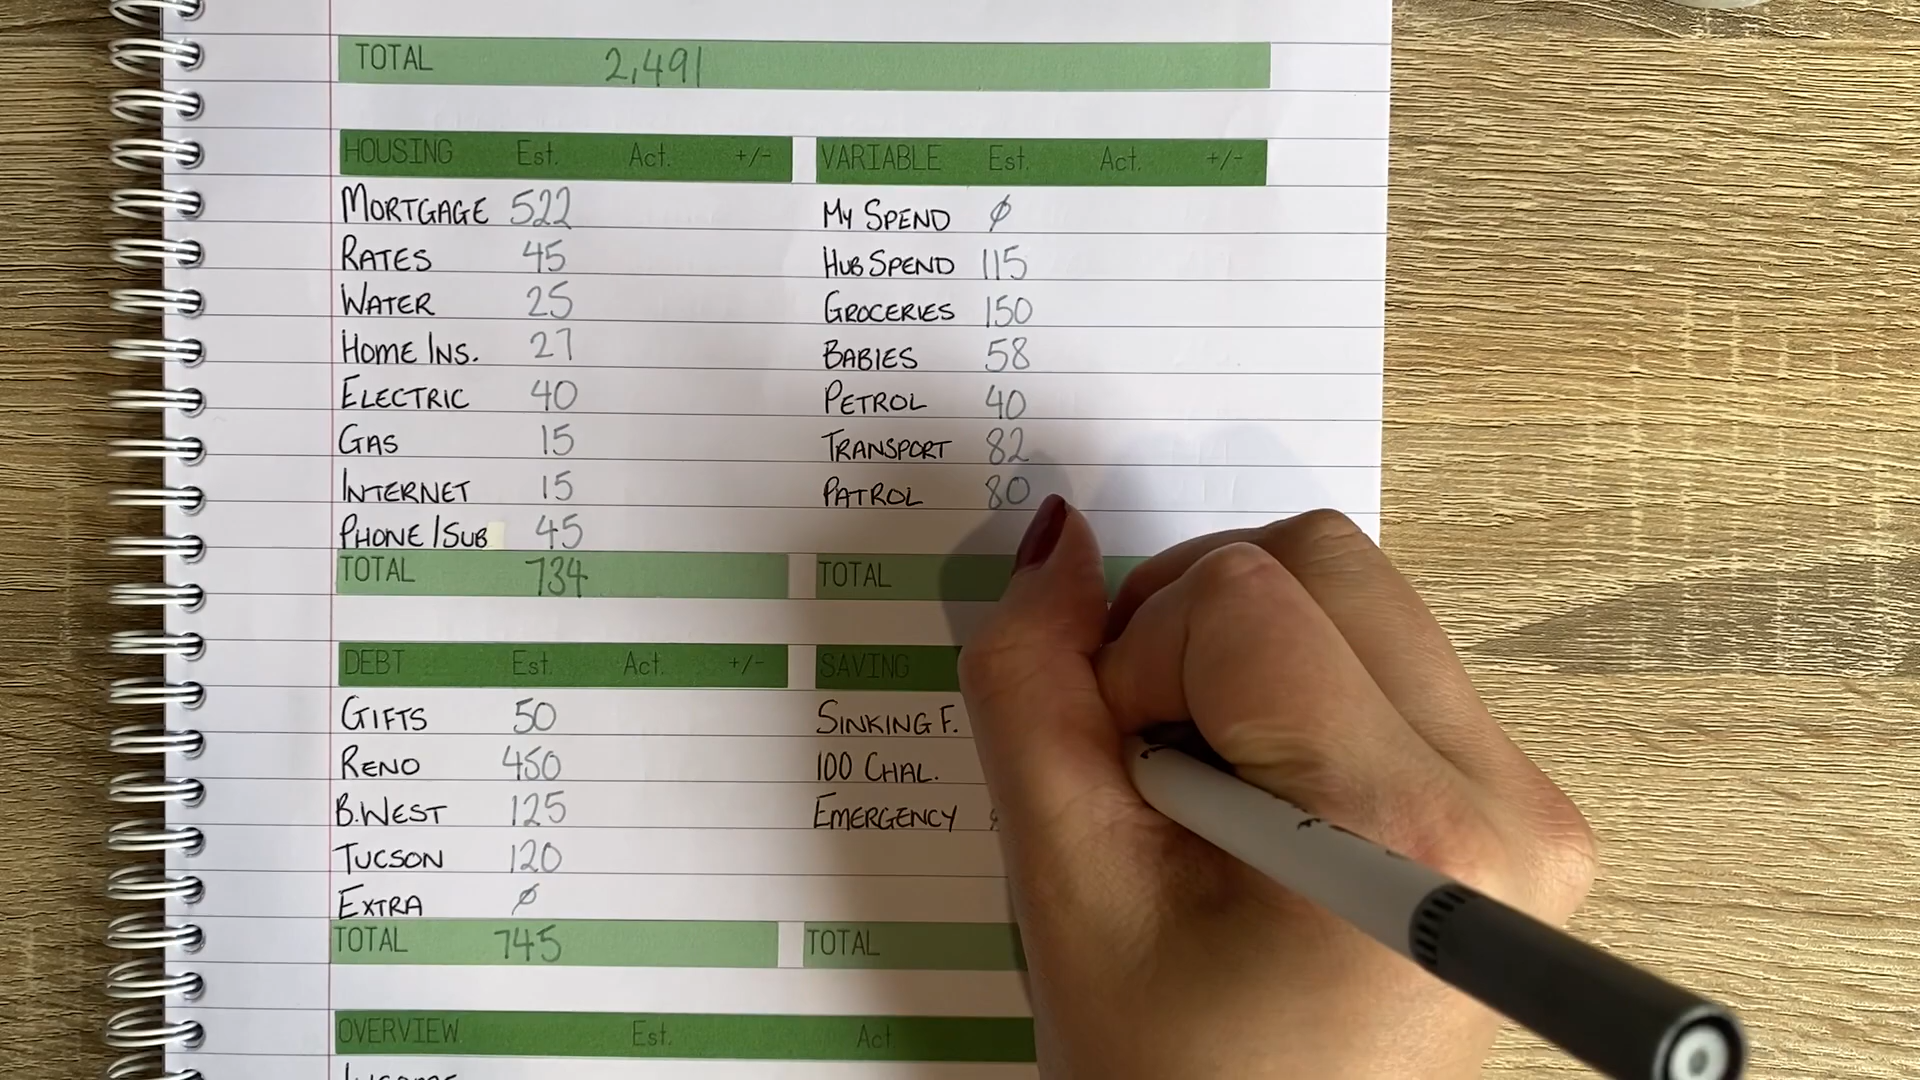 TOTAL 2,491
HOUSING Est. Act. +/-
MORTGAGE 522
RATES 45
WATER 25
HOME INS. 27
ELECTRIC 40
GAS 15
INTERNET 15
PHONE/SUB 45
TOTAL 734
VARIABLE Est. Act. +/-
MY SPEND ∅
HUB SPEND 115
GROCERIES 150
BABIES 58
PETROL 40
TRANSPORT 82
PATROL 80
TOTAL
DEBT Est. Act. +/-
GIFTS 50
RENO 450
B.WEST 125
TUCSON 120
EXTRA ∅
TOTAL 745
SAVING
SINKING F.
100 CHAL.
EMERGENCY
TOTAL
OVERVIEW Est. Act